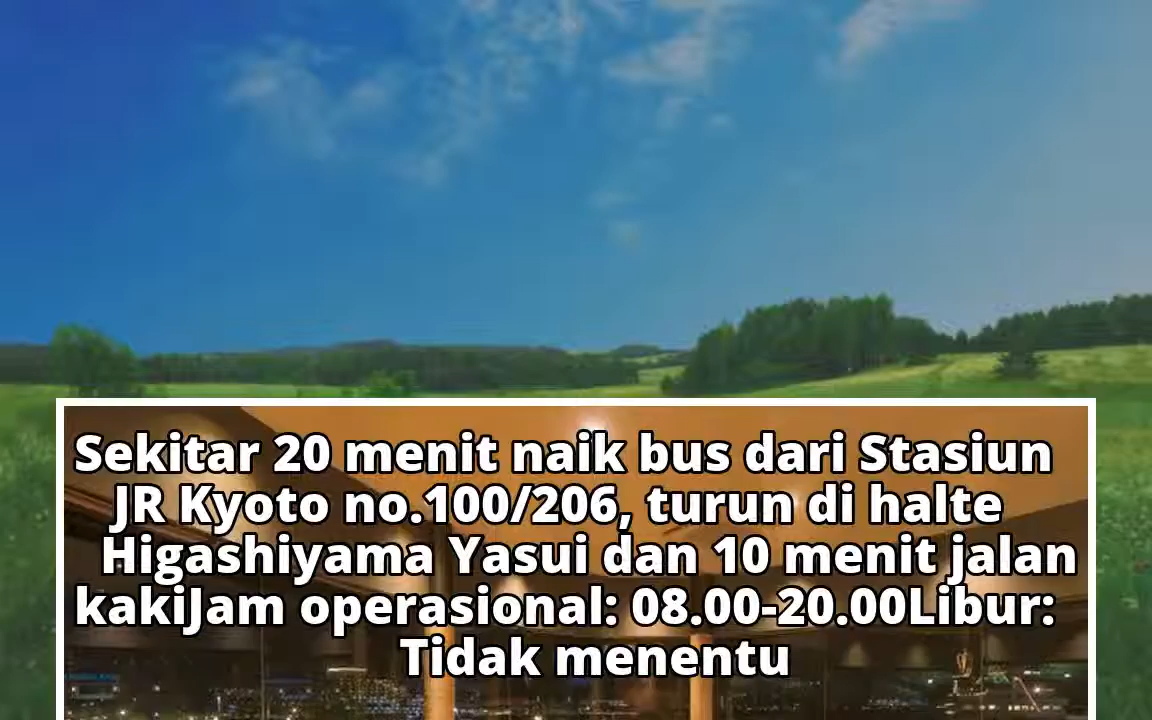 Sekitar 20 menit naik bus dari Stasiun
JR Kyoto no.100/206, turun di halte
Higashiyama Yasui dan 10 menit jalan
kakiJam operasional: 08.00-20.00Libur:
Tidak menentu